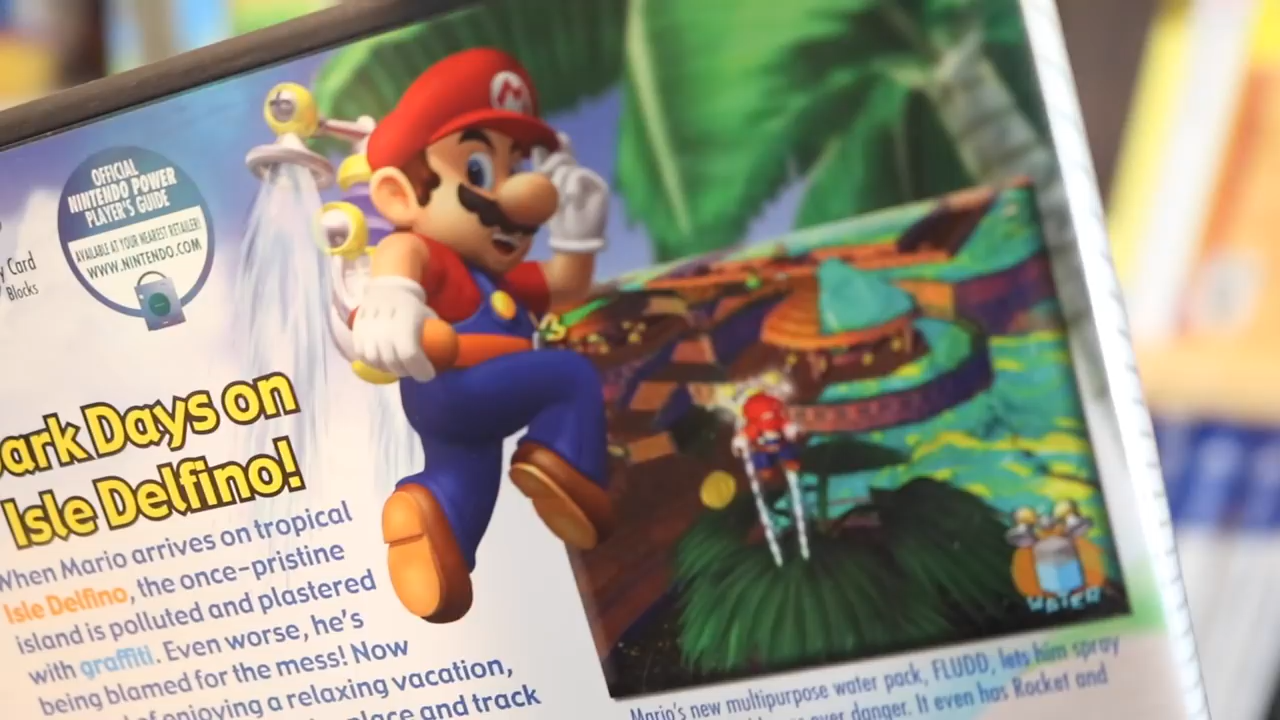 OFFICIAL
NINTENDO POWER
PLAYER'S GUIDE
AVAILABLE AT YOUR NEAREST RETAILER!
WWW.NINTENDO.COM
y Card
Blocks
M
ark Days on
Isle Delfino!
When Mario arrives on tropical
Isle Delfino, the once-pristine
island is polluted and plastered
with graffiti. Even worse, he's
being blamed for the mess! Now
of enjoying a relaxing vacation,
place and track
WATER
Mario's new multipurpose water pack, FLUDD, lets him spray
over danger. It even has Rocket and